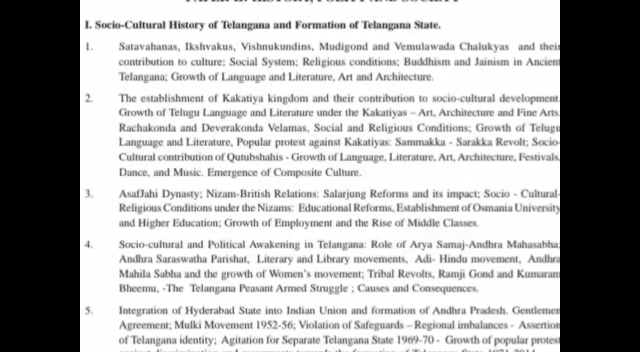 I. Socio-Cultural History of Telangana and Formation of Telangana State.
1. Satavahanas, Ikshvakus, Vishnukundins, Mudigond and Vemulawada Chalukyas and their
contribution to culture; Social System; Religious conditions; Buddhism and Jainism in Ancient
Telangana; Growth of Language and Literature, Art and Architecture.
2. The establishment of Kakatiya kingdom and their contribution to socio-cultural development.
Growth of Telugu Language and Literature under the Kakatiyas – Art, Architecture and Fine Arts.
Rachakonda and Deverakonda Velamas, Social and Religious Conditions; Growth of Telugu
Language and Literature, Popular protest against Kakatiyas: Sammakka - Sarakka Revolt; Socio-
Cultural contribution of Qutubshahis - Growth of Language, Literature, Art, Architecture, Festivals,
Dance, and Music. Emergence of Composite Culture.
3. AsafJahi Dynasty; Nizam-British Relations: Salarjung Reforms and its impact; Socio - Cultural-
Religious Conditions under the Nizams: Educational Reforms, Establishment of Osmania University
and Higher Education; Growth of Employment and the Rise of Middle Classes.
4. Socio-cultural and Political Awakening in Telangana: Role of Arya Samaj-Andhra Mahasabha;
Andhra Saraswatha Parishat, Literary and Library movements, Adi- Hindu movement, Andhra
Mahila Sabha and the growth of Women's movement; Tribal Revolts, Ramji Gond and Kumaram
Bheemu, -The Telangana Peasant Armed Struggle ; Causes and Consequences.
5. Integration of Hyderabad State into Indian Union and formation of Andhra Pradesh. Gentlemen
Agreement; Mulki Movement 1952-56; Violation of Safeguards – Regional imbalances - Assertion
of Telangana identity; Agitation for Separate Telangana State 1969-70 - Growth of popular protest